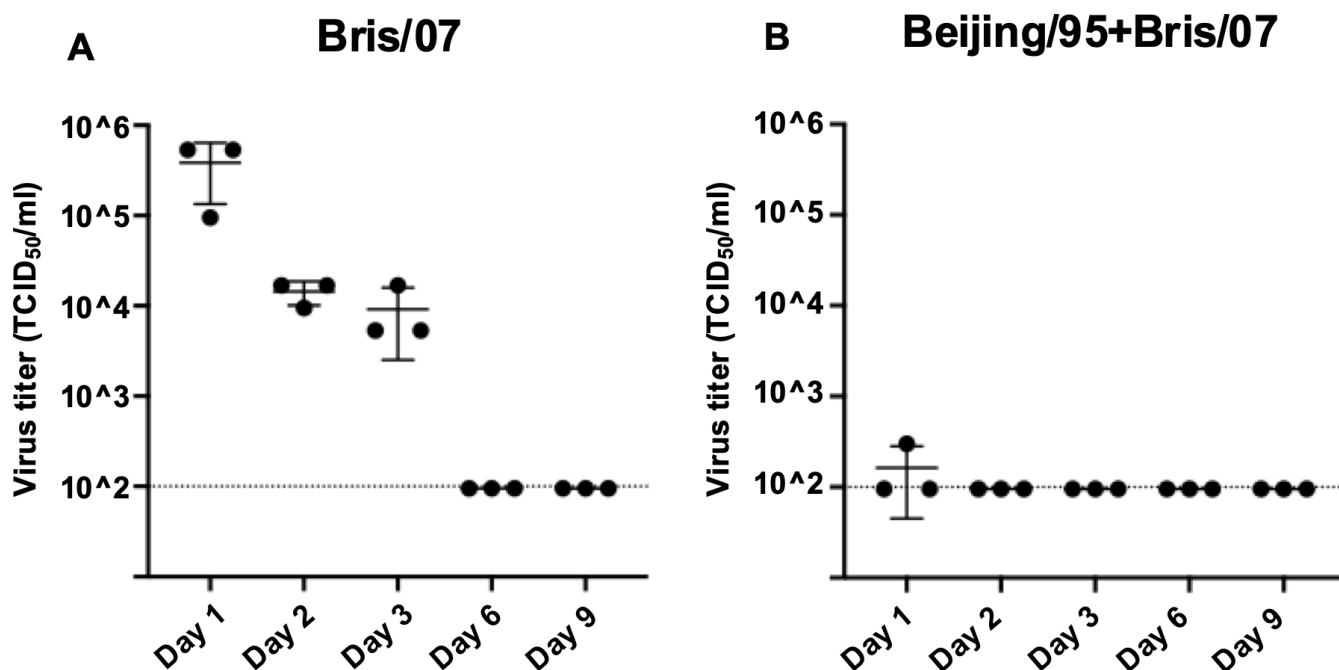 A
Bris/07
Virus titer (TCID50/ml)
10^6
10^5
10^4
10^3
10^2
Day 1
Day 2
Day 3
Day 6
Day 9
B
Beijing/95+Bris/07
Virus titer (TCID50/ml)
10^6
10^5
10^4
10^3
10^2
Day 1
Day 2
Day 3
Day 6
Day 9